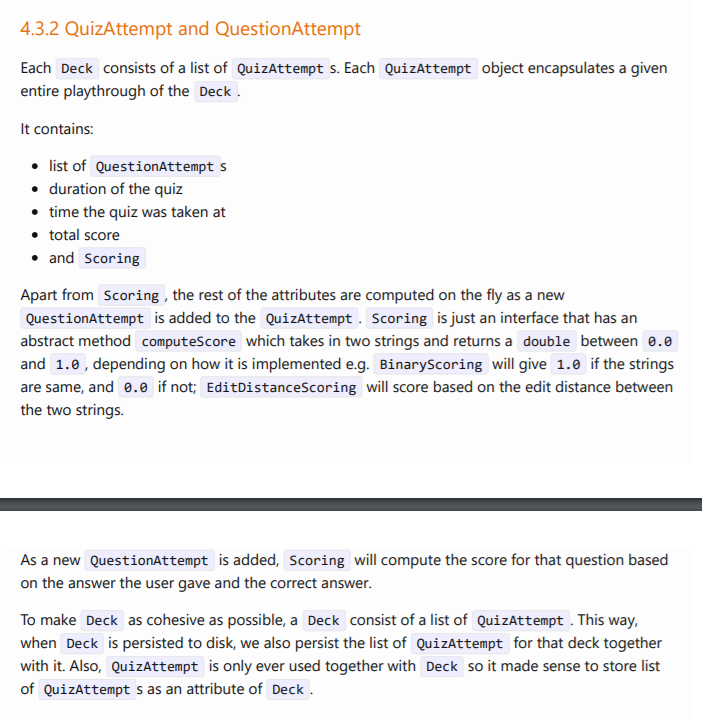 4.3.2 QuizAttempt and QuestionAttempt
Each Deck consists of a list of QuizAttempt s. Each QuizAttempt object encapsulates a given
entire playthrough of the Deck .
It contains:
• list of QuestionAttempt s
• duration of the quiz
• time the quiz was taken at
• total score
• and Scoring
Apart from Scoring , the rest of the attributes are computed on the fly as a new
QuestionAttempt is added to the QuizAttempt . Scoring is just an interface that has an
abstract method computeScore which takes in two strings and returns a double between 0.0
and 1.0 , depending on how it is implemented e.g. BinaryScoring will give 1.0 if the strings
are same, and 0.0 if not; EditDistanceScoring will score based on the edit distance between
the two strings.
As a new QuestionAttempt is added, Scoring will compute the score for that question based
on the answer the user gave and the correct answer.
To make Deck as cohesive as possible, a Deck consist of a list of QuizAttempt . This way,
when Deck is persisted to disk, we also persist the list of QuizAttempt for that deck together
with it. Also, QuizAttempt is only ever used together with Deck so it made sense to store list
of QuizAttempt s as an attribute of Deck .